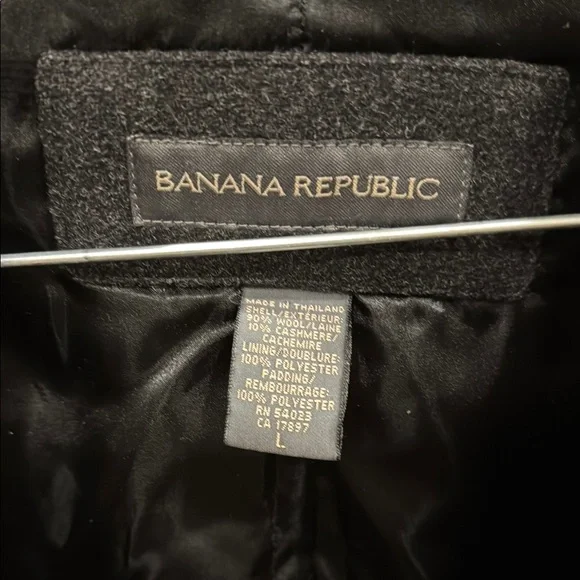 BANANA REPUBLIC
MADE IN THAILAND
SHELL/EXTÉRIEUR:
90% WOOL/LAINE
10% CASHMERE/
CACHEMIRE
LINING/DOUBLURE:
100% POLYESTER
PADDING/
REMBOURRAGE:
100% POLYESTER
RN 54023
CA 17897
L